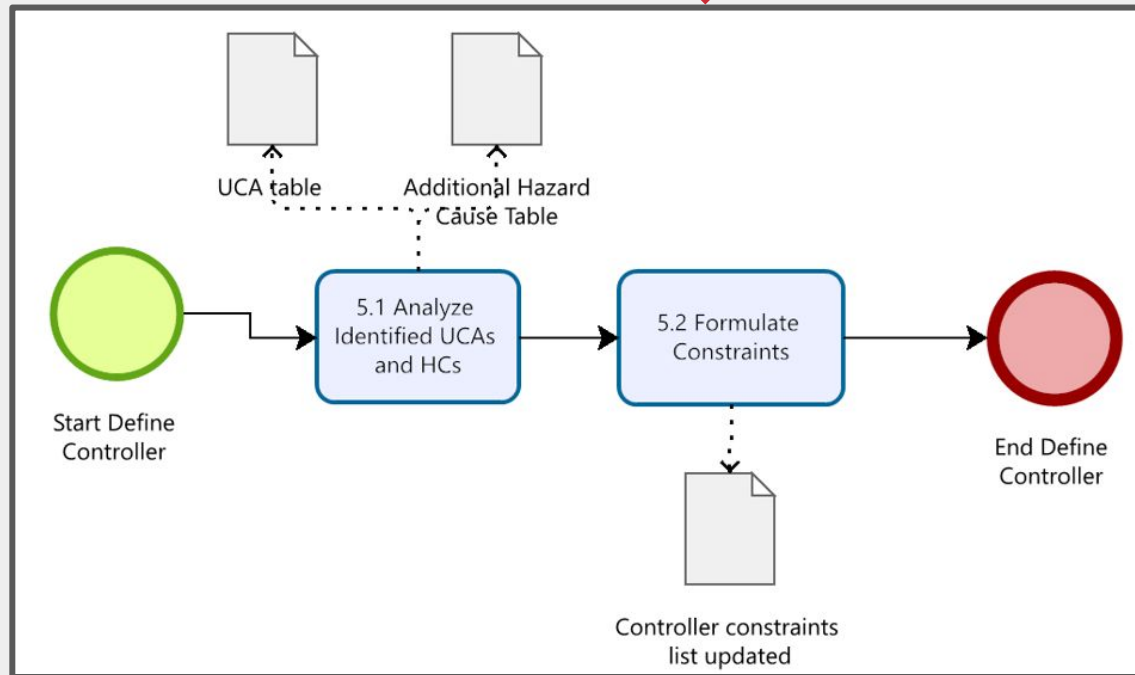 UCA table
Additional Hazard
Cause Table
Start Define
Controller
5.1 Analyze
Identified UCAs
and HCs
5.2 Formulate
Constraints
End Define
Controller
Controller constraints
list updated